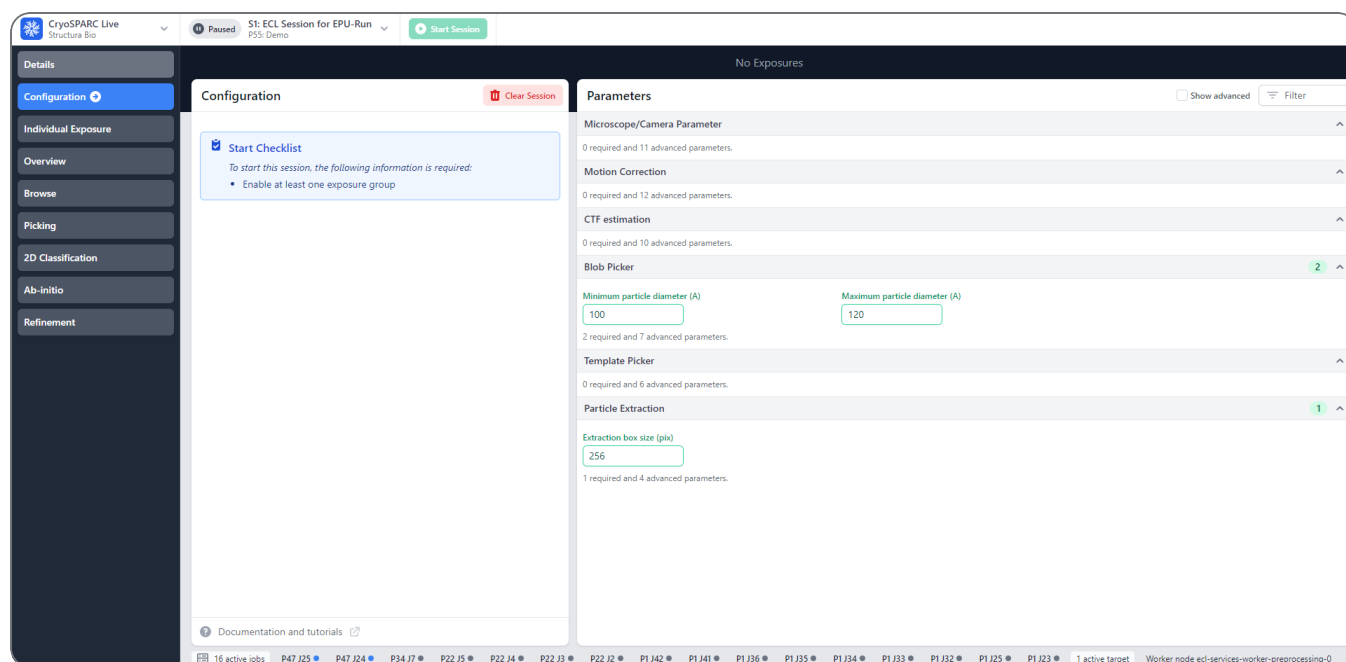 CryoSPARC Live
Structura Bio
Paused
S1: ECL Session for EPU-Run
P55: Demo
Start Session
Details
Configuration
Individual Exposure
Overview
Browse
Picking
2D Classification
Ab-initio
Refinement
No Exposures
Configuration
Clear Session
Start Checklist
To start this session, the following information is required:
• Enable at least one exposure group
Documentation and tutorials
Parameters
Show advanced
Filter
Microscope/Camera Parameter
0 required and 11 advanced parameters.
Motion Correction
0 required and 12 advanced parameters.
CTF estimation
0 required and 10 advanced parameters.
Blob Picker 2
Minimum particle diameter (A) Maximum particle diameter (A)
100 120
2 required and 7 advanced parameters.
Template Picker
0 required and 6 advanced parameters.
Particle Extraction 1
Extraction box size (pix)
256
1 required and 4 advanced parameters.
16 active jobs P47 J25 P47 J24 P34 J7 P22 J5 P22 J4 P22 J3 P22 J2 P1 J42 P1 J41 P1 J36 P1 J35 P1 J34 P1 J33 P1 J32 P1 J25 P1 J23 1 active target Worker node ecl-services-worker-preprocessing-0